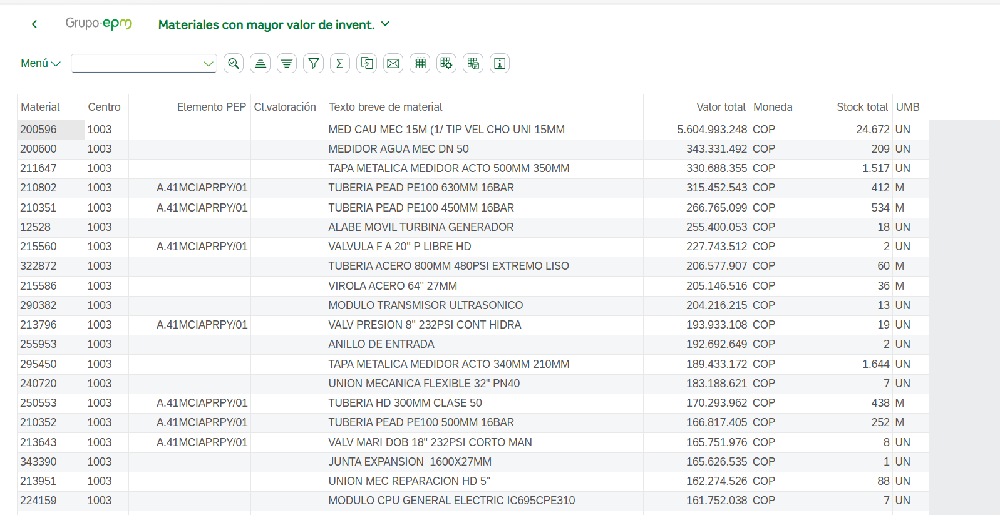 Grupo·epm Materiales con mayor valor de invent.
Menú
Material Centro Elemento PEP Cl.valoración Texto breve de material Valor total Moneda Stock total UMB
200596 1003 MED CAU MEC 15M (1/ TIP VEL CHO UNI 15MM 5.604.993.248 COP 24.672 UN
200600 1003 MEDIDOR AGUA MEC DN 50 343.331.492 COP 209 UN
211647 1003 TAPA METALICA MEDIDOR ACTO 500MM 350MM 330.688.355 COP 1.517 UN
210802 1003 A.41MCIAPRPY/01 TUBERIA PEAD PE100 630MM 16BAR 315.452.543 COP 412 M
210351 1003 A.41MCIAPRPY/01 TUBERIA PEAD PE100 450MM 16BAR 266.765.099 COP 534 M
12528 1003 ALABE MOVIL TURBINA GENERADOR 255.400.053 COP 18 UN
215560 1003 A.41MCIAPRPY/01 VALVULA F A 20" P LIBRE HD 227.743.512 COP 2 UN
322872 1003 TUBERIA ACERO 800MM 480PSI EXTREMO LISO 206.577.907 COP 60 M
215586 1003 VIROLA ACERO 64" 27MM 205.146.516 COP 36 M
290382 1003 MODULO TRANSMISOR ULTRASONICO 204.216.215 COP 13 UN
213796 1003 A.41MCIAPRPY/01 VALV PRESION 8" 232PSI CONT HIDRA 193.933.108 COP 19 UN
255953 1003 ANILLO DE ENTRADA 192.692.649 COP 2 UN
295450 1003 TAPA METALICA MEDIDOR ACTO 340MM 210MM 189.433.172 COP 1.644 UN
240720 1003 UNION MECANICA FLEXIBLE 32" PN40 183.188.621 COP 7 UN
250553 1003 A.41MCIAPRPY/01 TUBERIA HD 300MM CLASE 50 170.293.962 COP 438 M
210352 1003 A.41MCIAPRPY/01 TUBERIA PEAD PE100 500MM 16BAR 166.817.405 COP 252 M
213643 1003 A.41MCIAPRPY/01 VALV MARI DOB 18" 232PSI CORTO MAN 165.751.976 COP 8 UN
343390 1003 JUNTA EXPANSION  1600X27MM 165.626.535 COP 1 UN
213951 1003 UNION MEC REPARACION HD 5" 162.274.526 COP 88 UN
224159 1003 MODULO CPU GENERAL ELECTRIC IC695CPE310 161.752.038 COP 7 UN